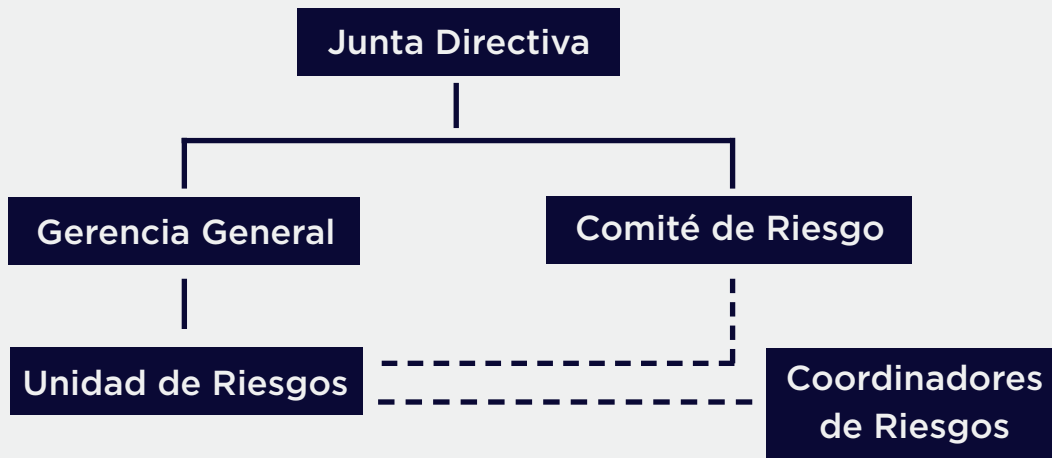 Junta Directiva
Gerencia General
Comité de Riesgo
Unidad de Riesgos
Coordinadores
de Riesgos